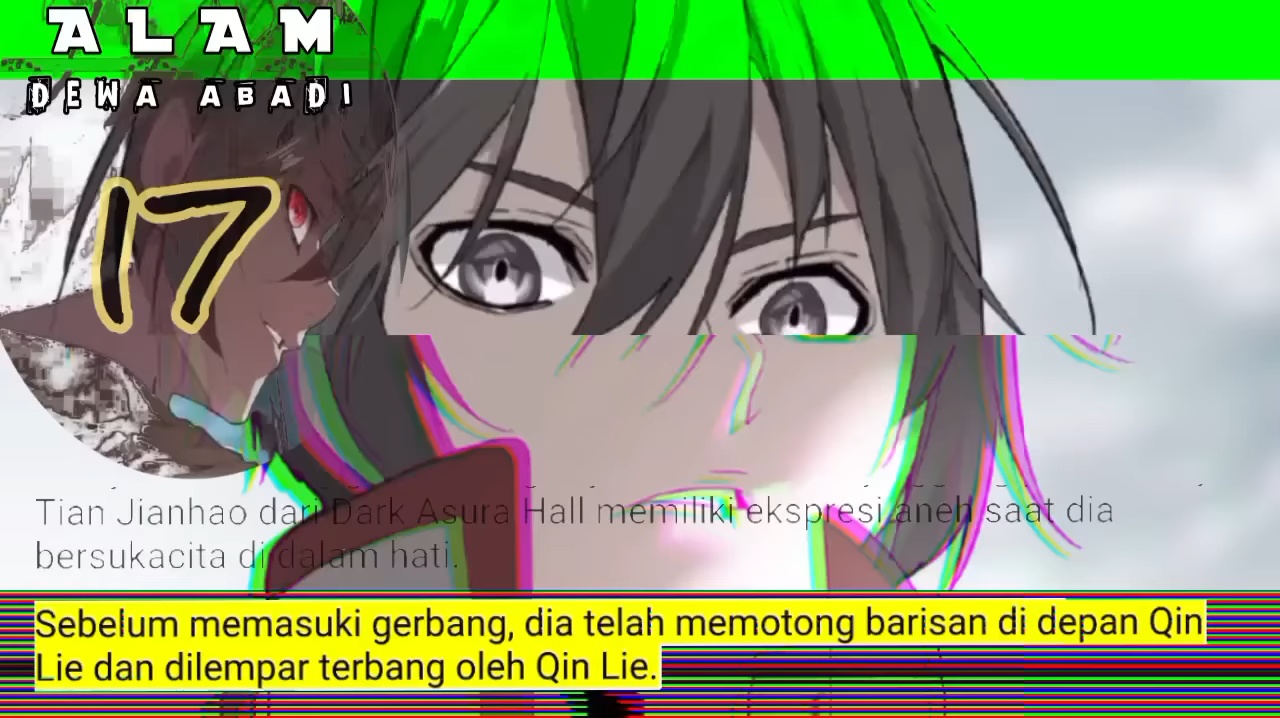 ALAM
DEWA ABADI
17
Tian Jianhao dari Dark Asura Hall memiliki ekspresi aneh saat dia
bersukacita di dalam hati.
Sebelum memasuki gerbang, dia telah memotong barisan di depan Qin
Lie dan dilempar terbang oleh Qin Lie.